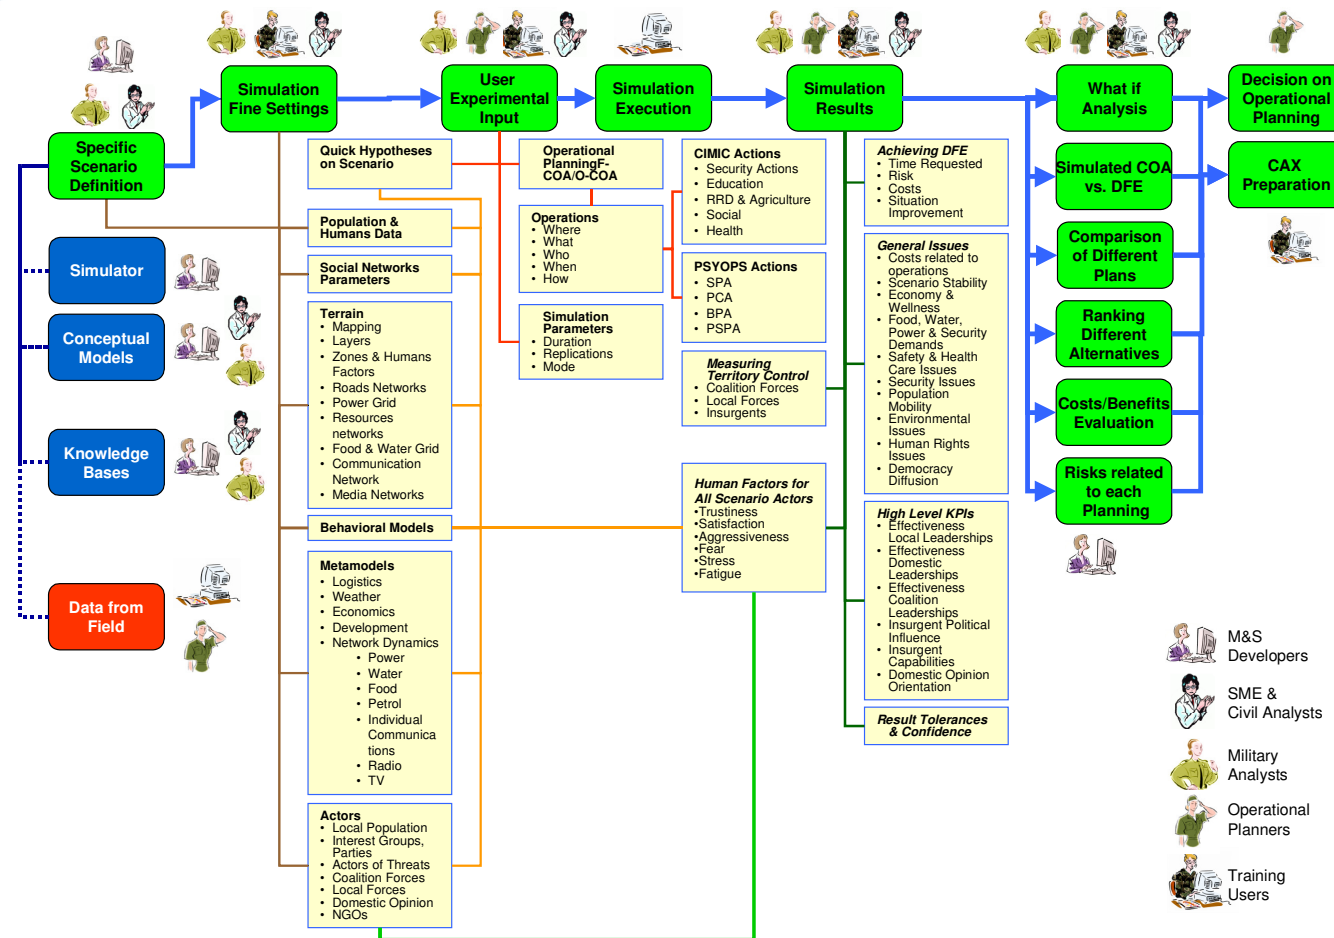 Simulation
Fine Settings
User
Experimental
Input
Simulation
Execution
Simulation
Results
What if
Analysis
Decision on
Operational
Planning
Specific
Scenario
Definition
Simulator
Conceptual
Models
Knowledge
Bases
Data from
Field
Quick Hypotheses
on Scenario
Population &
Humans Data
Social Networks
Parameters
Terrain
• Mapping
• Layers
• Zones & Humans
Factors
• Roads Networks
• Power Grid
• Resources
networks
• Food & Water Grid
• Communication
Network
• Media Networks
Behavioral Models
Metamodels
• Logistics
• Weather
• Economics
• Development
• Network Dynamics
• Power
• Water
• Food
• Petrol
• Individual
Communica
tions
• Radio
• TV
Actors
• Local Population
• Interest Groups,
Parties
• Actors of Threats
• Coalition Forces
• Local Forces
• Domestic Opinion
• NGOs
Operational
PlanningF-
COA/O-COA
Operations
• Where
• What
• Who
• When
• How
Simulation
Parameters
• Duration
• Replications
• Mode
CIMIC Actions
• Security Actions
• Education
• RRD & Agriculture
• Social
• Health
PSYOPS Actions
• SPA
• PCA
• BPA
• PSPA
Measuring
Territory Control
• Coalition Forces
• Local Forces
• Insurgents
Human Factors for
All Scenario Actors
•Trustiness
•Satisfaction
•Aggressiveness
•Fear
•Stress
•Fatigue
Achieving DFE
• Time Requested
• Risk
• Costs
• Situation
Improvement
General Issues
• Costs related to
operations
• Scenario Stability
• Economy &
Wellness
• Food, Water,
Power & Security
Demands
• Safety & Health
Care Issues
• Security Issues
• Population
Mobility
• Environmental
Issues
• Human Rights
Issues
• Democracy
Diffusion
High Level KPIs
• Effectiveness
Local Leaderships
• Effectiveness
Domestic
Leaderships
• Effectiveness
Coalition
Leaderships
• Insurgent Political
Influence
• Insurgent
Capabilities
• Domestic Opinion
Orientation
Result Tolerances
& Confidence
Simulated COA
vs. DFE
Comparison
of Different
Plans
Ranking
Different
Alternatives
Costs/Benefits
Evaluation
Risks related
to each
Planning
CAX
Preparation
M&S
Developers
SME &
Civil Analysts
Military
Analysts
Operational
Planners
Training
Users